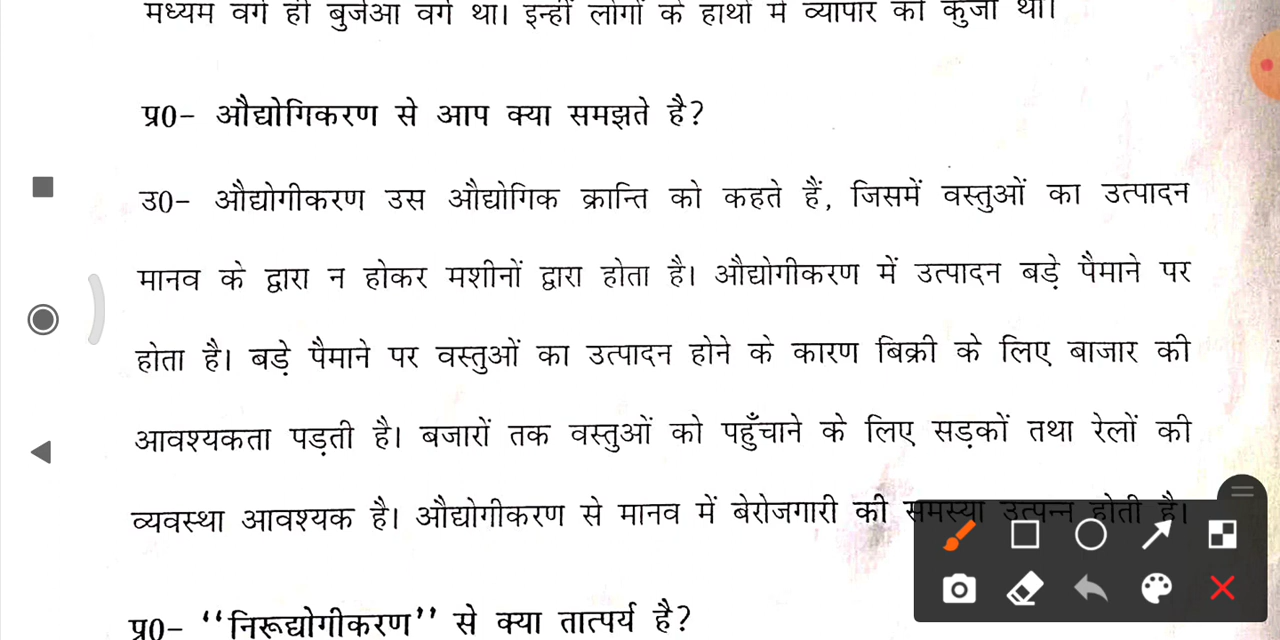 मध्यम वर्ग ही बुर्जुआ वर्ग था। इन्हीं लोगों के हाथों में व्यापार की कुंजी थी।
प्र0- औद्योगिकरण से आप क्या समझते है?
उ0- औद्योगीकरण उस औद्योगिक क्रान्ति को कहते हैं, जिसमें वस्तुओं का उत्पादन
मानव के द्वारा न होकर मशीनों द्वारा होता है। औद्योगीकरण में उत्पादन बड़े पैमाने पर
होता है। बड़े पैमाने पर वस्तुओं का उत्पादन होने के कारण बिक्री के लिए बाजार की
आवश्यकता पड़ती है। बजारों तक वस्तुओं को पहुँचाने के लिए सड़कों तथा रेलों की
व्यवस्था आवश्यक है। औद्योगीकरण से मानव में बेरोजगारी की समस्या उत्पन्न होती है।
प्र0- ‘‘निरूद्योगीकरण’’ से क्या तात्पर्य है?